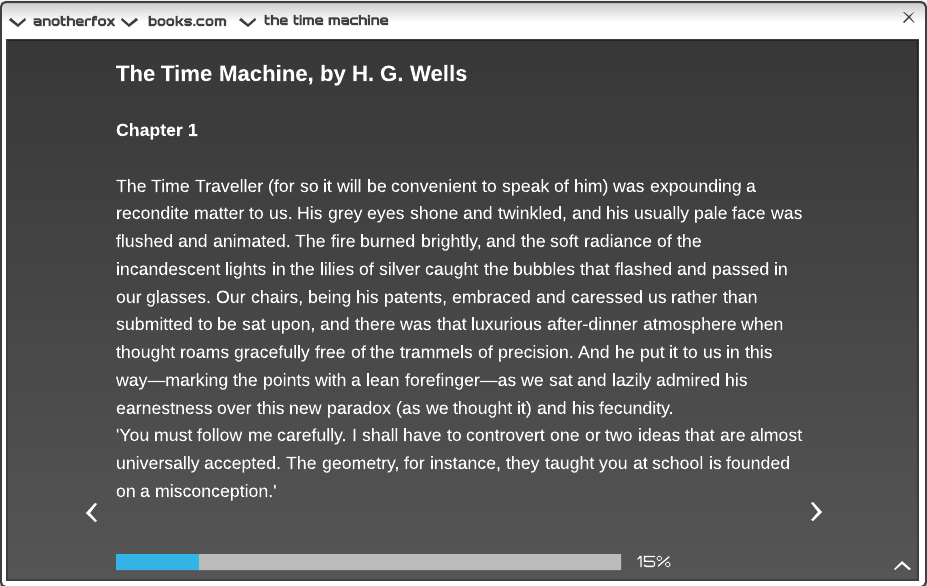 anotherfox books.com the time machine
The Time Machine, by H. G. Wells
Chapter 1
The Time Traveller (for so it will be convenient to speak of him) was expounding a
recondite matter to us. His grey eyes shone and twinkled, and his usually pale face was
flushed and animated. The fire burned brightly, and the soft radiance of the
incandescent lights in the lilies of silver caught the bubbles that flashed and passed in
our glasses. Our chairs, being his patents, embraced and caressed us rather than
submitted to be sat upon, and there was that luxurious after-dinner atmosphere when
thought roams gracefully free of the trammels of precision. And he put it to us in this
way—marking the points with a lean forefinger—as we sat and lazily admired his
earnestness over this new paradox (as we thought it) and his fecundity.
'You must follow me carefully. I shall have to controvert one or two ideas that are almost
universally accepted. The geometry, for instance, they taught you at school is founded
on a misconception.'
15%